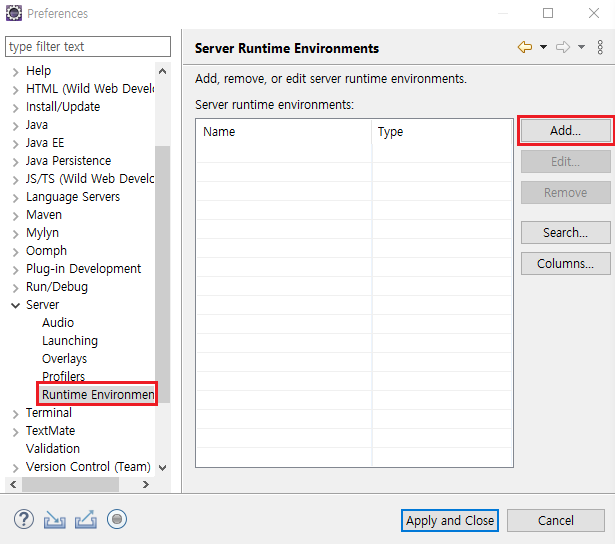 Preferences
type filter text
Help
HTML (Wild Web Devel
Install/Update
Java
Java EE
Java Persistence
JS/TS (Wild Web Develc
Language Servers
Maven
Mylyn
Oomph
Plug-in Development
Run/Debug
Server
Audio
Launching
Overlays
Profilers
Runtime Environmen
Terminal
TextMate
Validation
Version Control (Team)
Server Runtime Environments
Add, remove, or edit server runtime environments.
Server runtime environments:
Name Type
Add...
Edit...
Remove
Search...
Columns...
Apply and Close Cancel